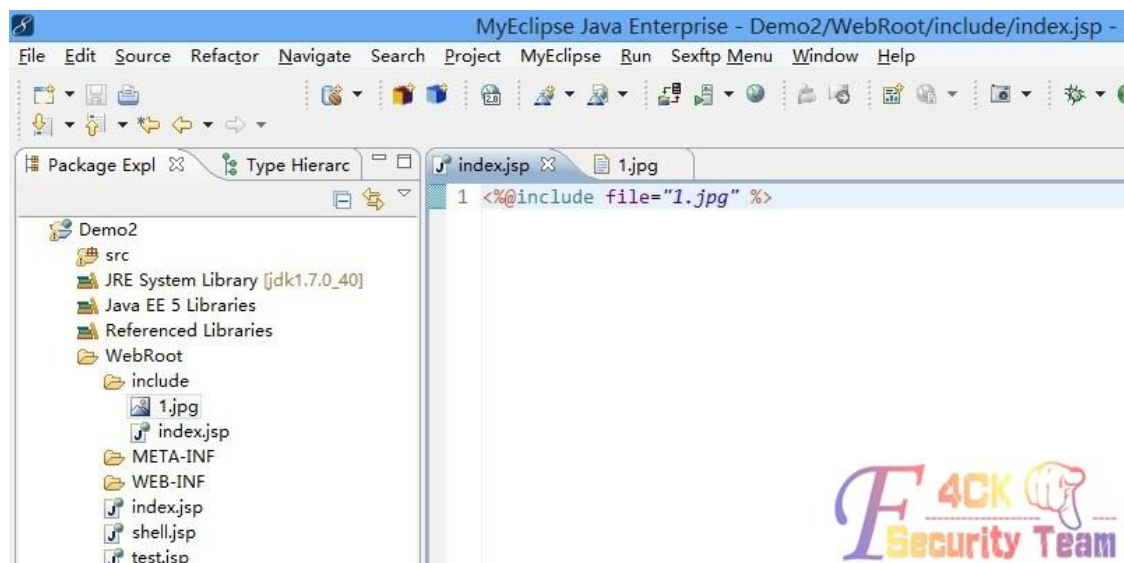 MyEclipse Java Enterprise - Demo2/WebRoot/include/index.jsp -
File Edit Source Refactor Navigate Search Project MyEclipse Run Sexftp Menu Window Help
2.0
Package Expl Type Hierarc
index.jsp 1.jpg
1 <%@include file="1.jpg" %>
Demo2
src
JRE System Library [jdk1.7.0_40]
Java EE 5 Libraries
Referenced Libraries
WebRoot
include
1.jpg
index.jsp
META-INF
WEB-INF
index.jsp
shell.jsp
test.jsp
F4CK
Security Team